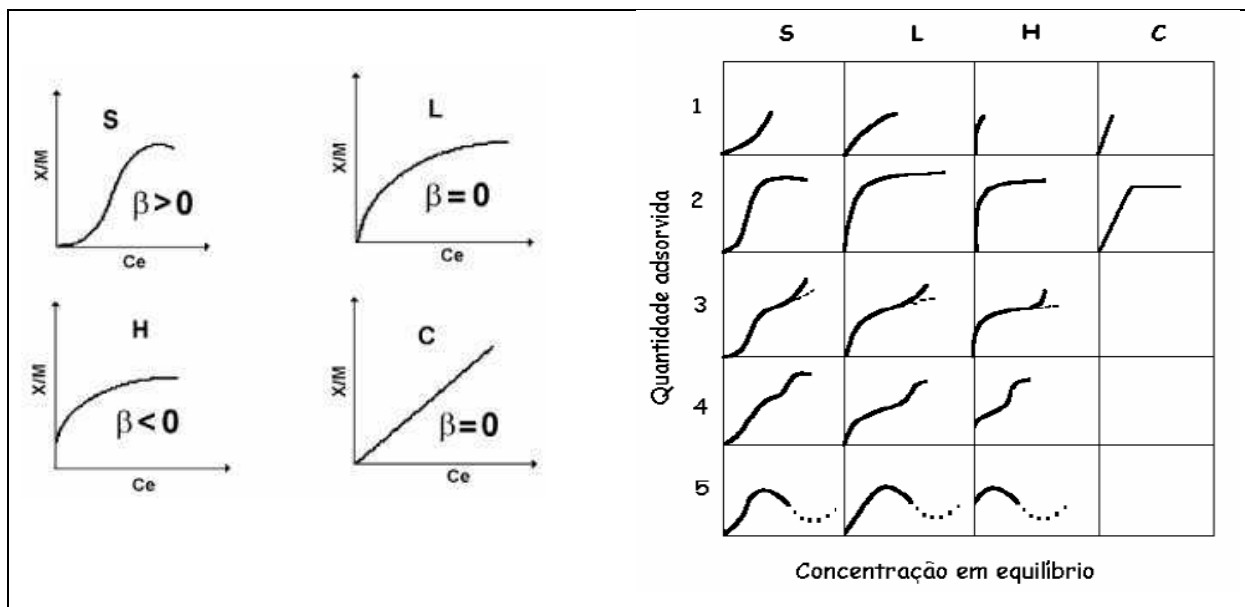 S
X/M
β>0
Ce
L
X/M
β=0
Ce
H
X/M
β<0
Ce
C
X/M
β=0
Ce
S L H C
Quantidade adsorvida
1
2
3
4
5
Concentração em equilíbrio